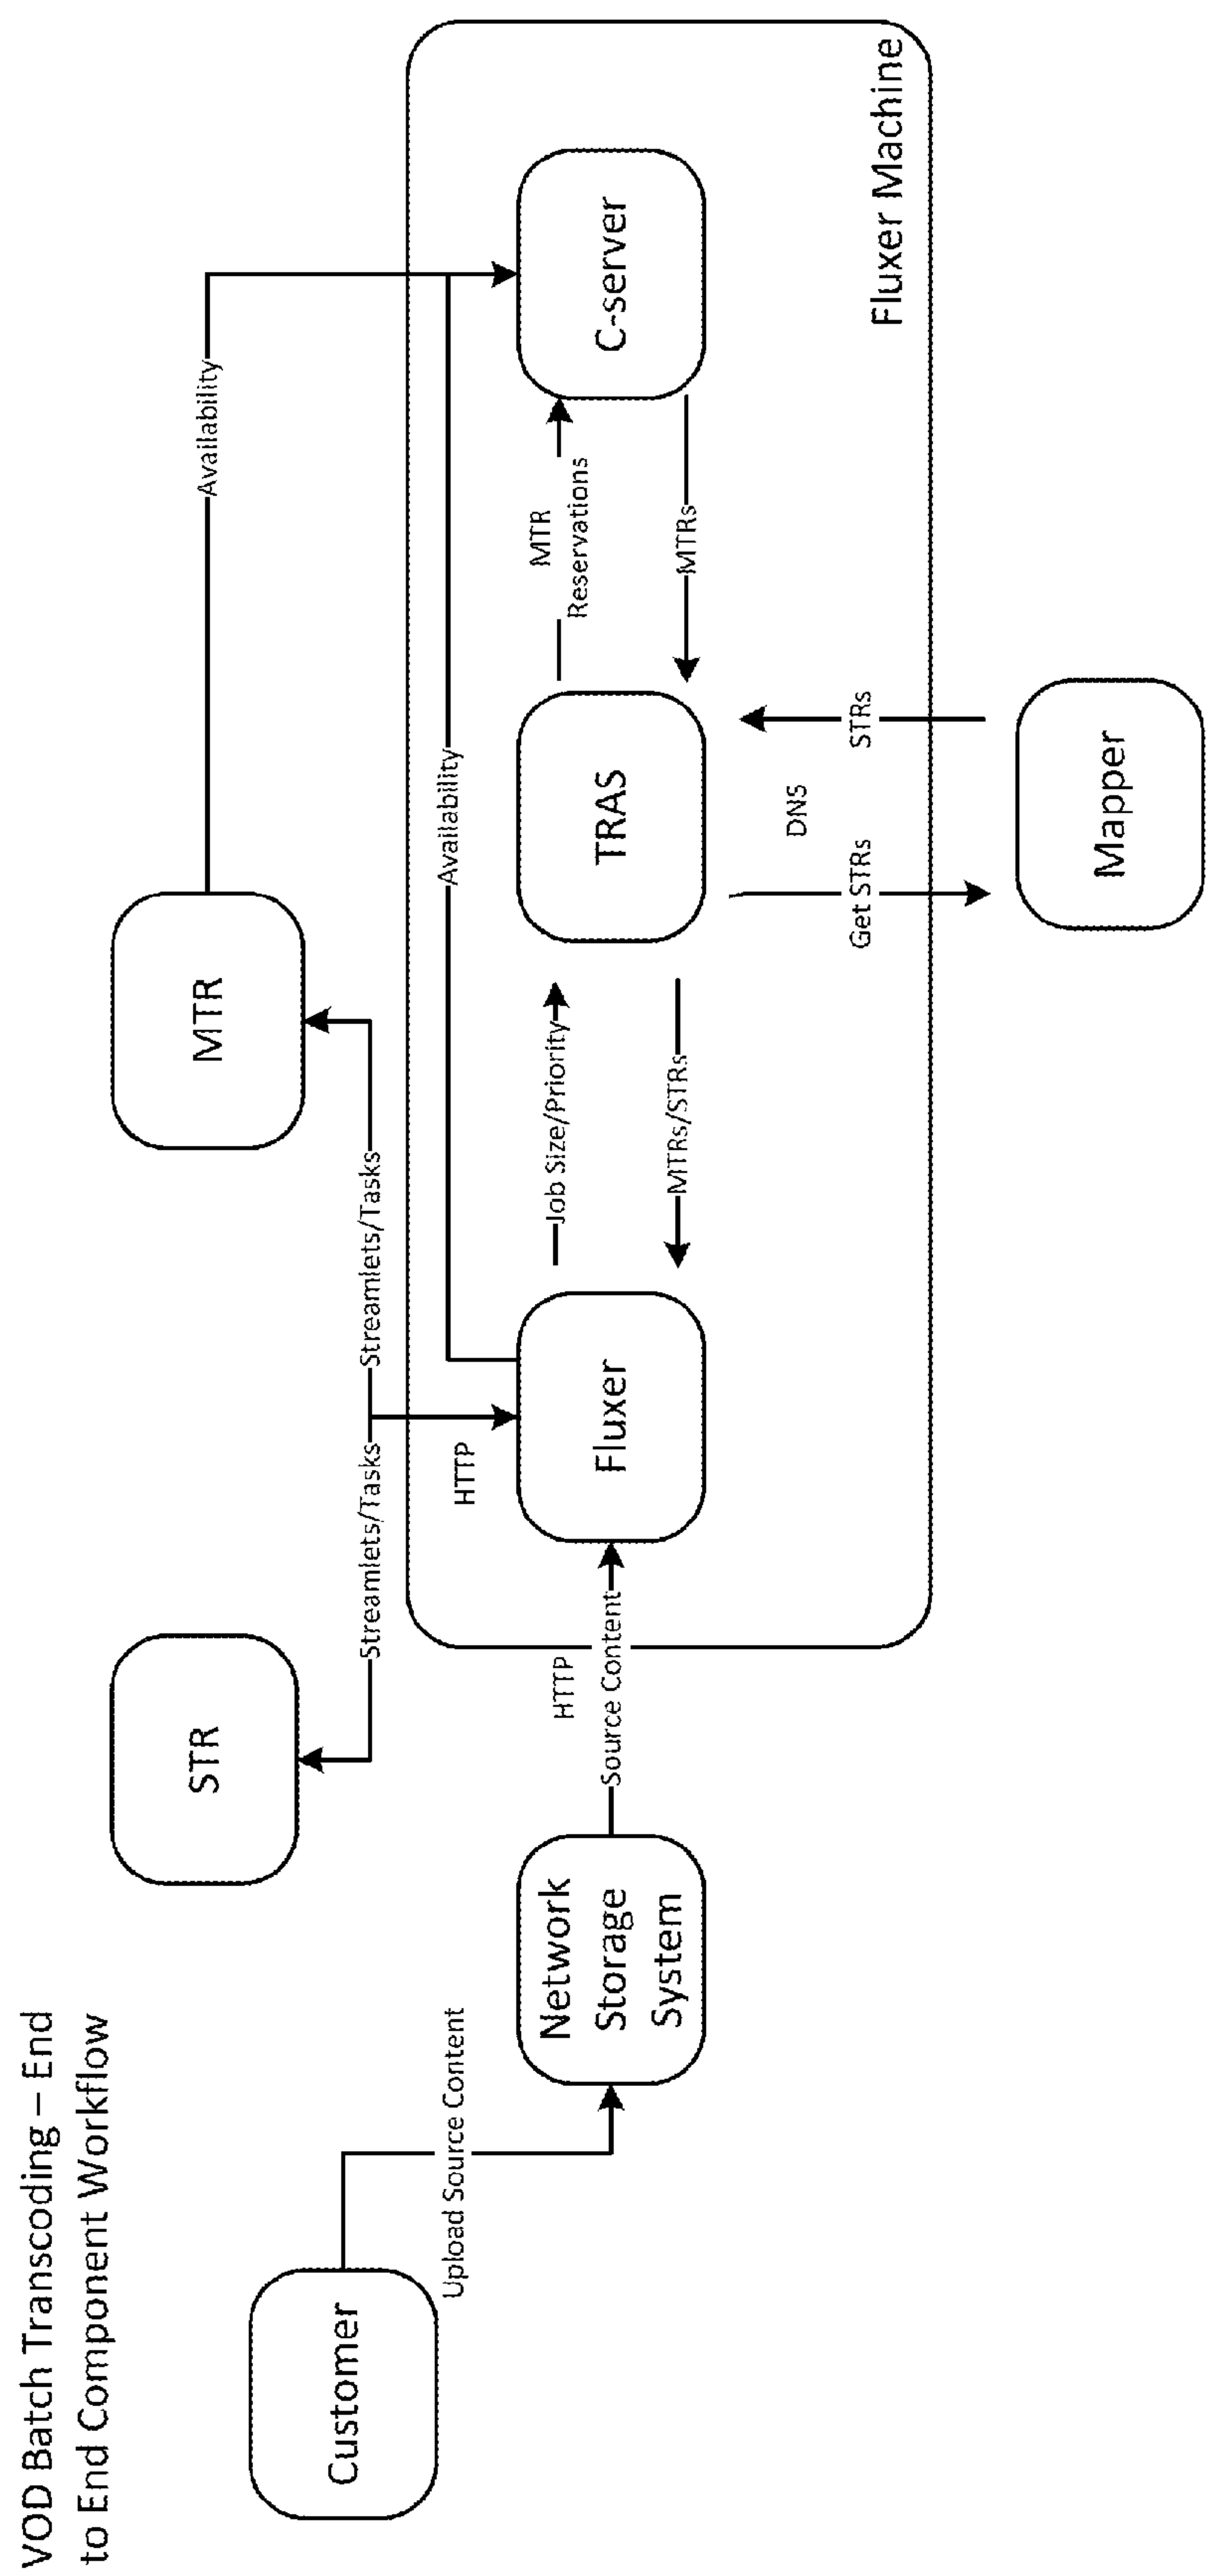 VOD Batch Transcoding – End
to End Component Workflow
STR
MTR
Availability
Streamlets/Tasks
Streamlets/Tasks
Customer
Upload Source Content
HTTP
Availability
Network
Storage
System
HTTP
Source Content
Fluxer
Job Size/Priority
MTRs/STRs
TRAS
MTR
Reservations
MTRs
C-server
Get STRs
DNS
STRs
Fluxer Machine
Mapper